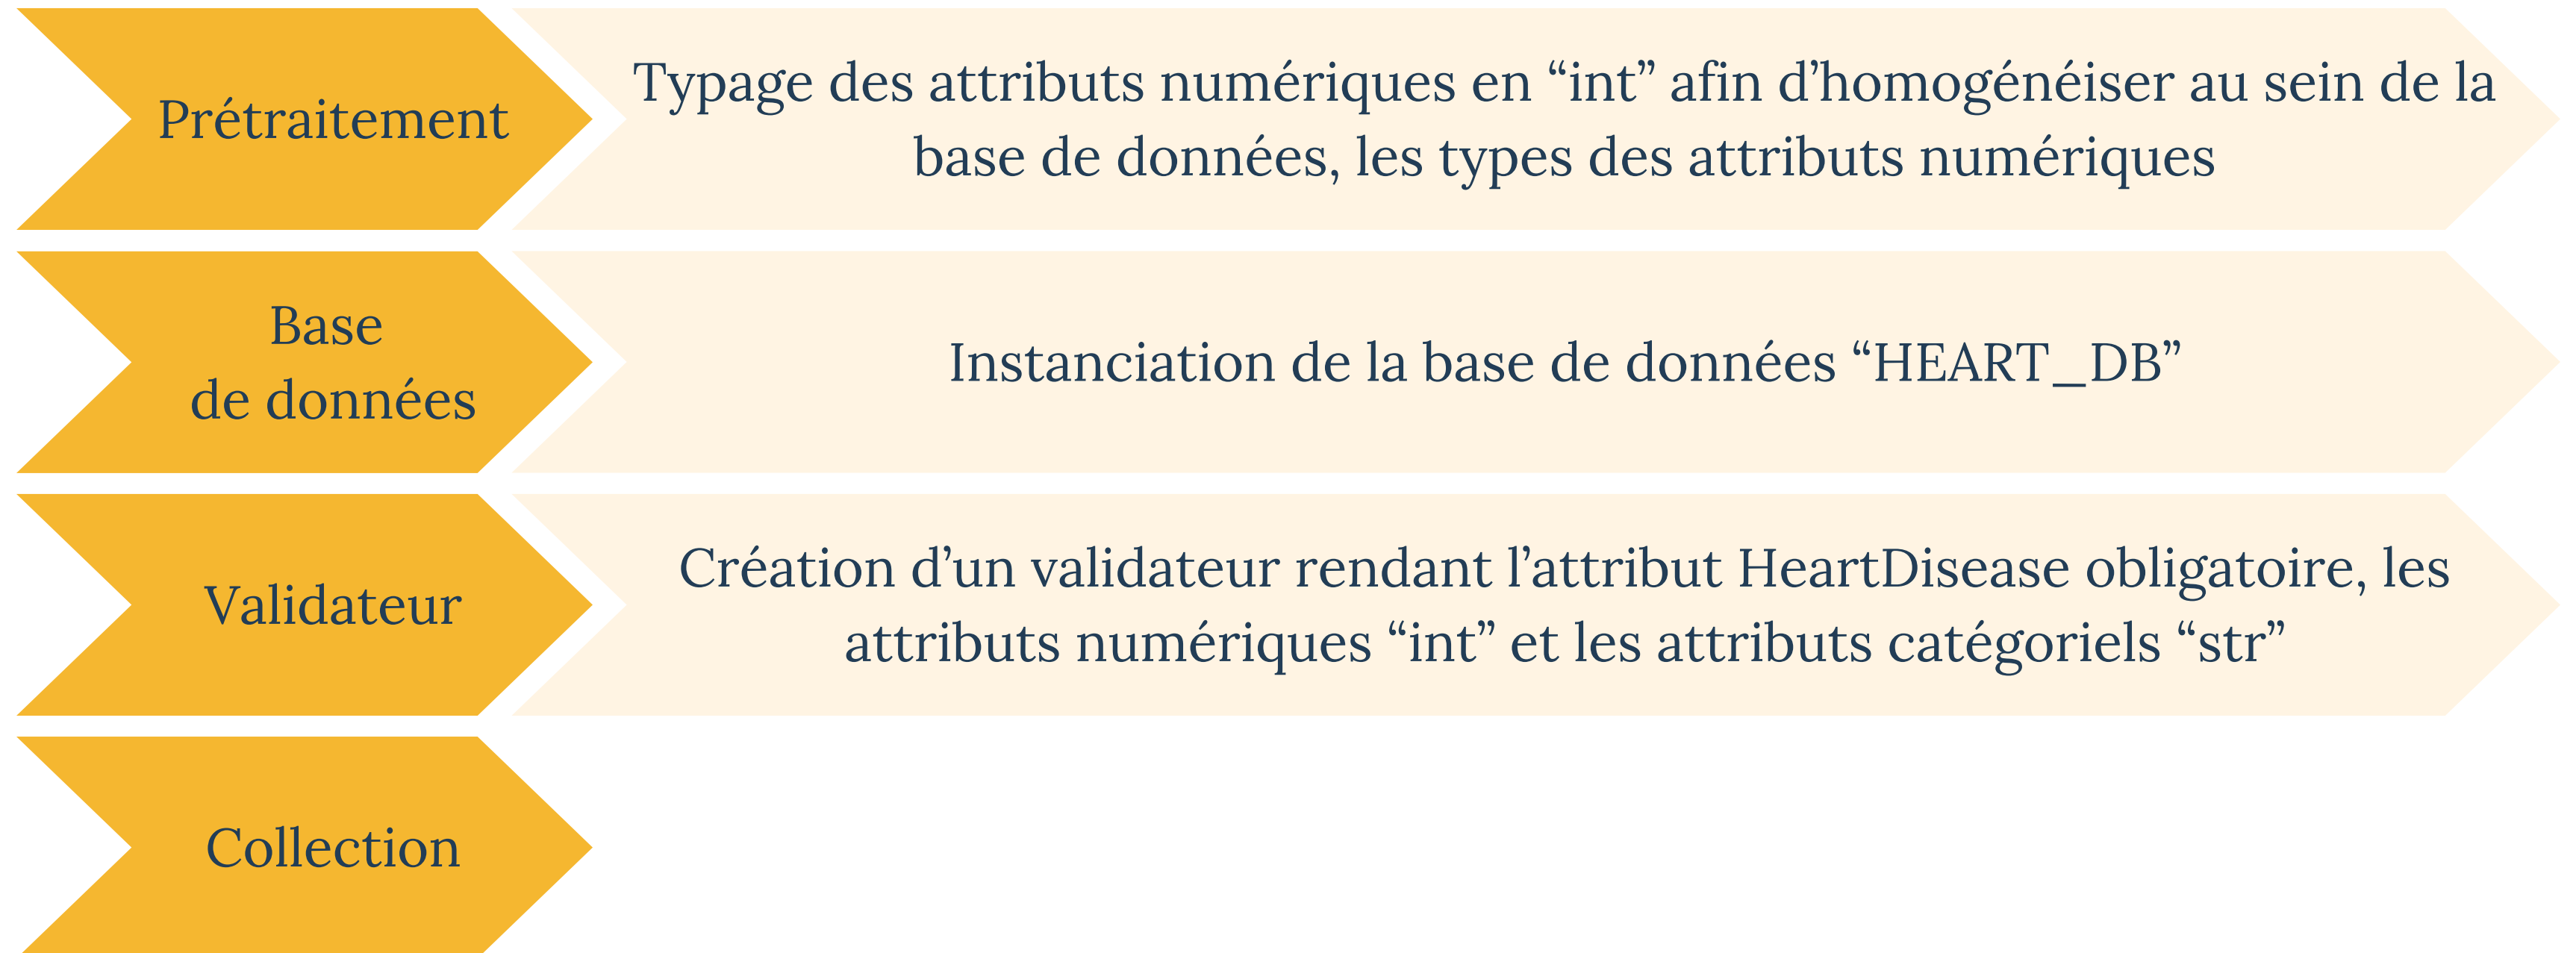 Prétraitement
Typage des attributs numériques en “int” afin d’homogénéiser au sein de la
base de données, les types des attributs numériques
Base
de données
Instanciation de la base de données “HEART_DB”
Validateur
Création d’un validateur rendant l’attribut HeartDisease obligatoire, les
attributs numériques “int” et les attributs catégoriels “str”
Collection